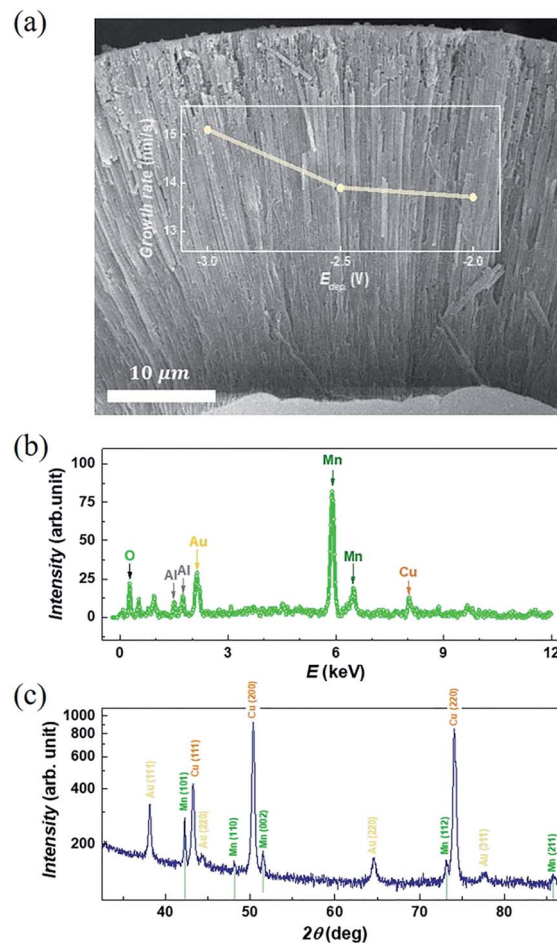 (a)
Growth rate (nm/s)
15
14
13
-3.0 -2.5 -2.0
E_dep. (V)
10 μm
(b)
Intensity (arb.unit)
100
75
50
25
0
O Al Al Au Mn Mn Cu
0 3 6 9 12
E (keV)
(c)
Intensity (arb. unit)
1000
800
600
400
200
Au (111) Mn (101) Cu (111) Au (220) Mn (110) Cu (200) Mn (002) Au (220) Mn (112) Cu (220) Au (311) Mn (211)
40 50 60 70 80
2θ (deg)